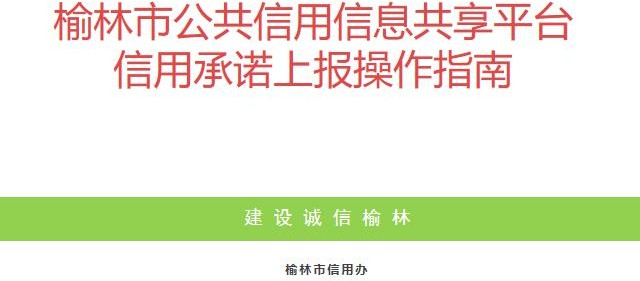 榆林市公共信用信息共享平台
信用承诺上报操作指南
建设诚信榆林
榆林市信用办